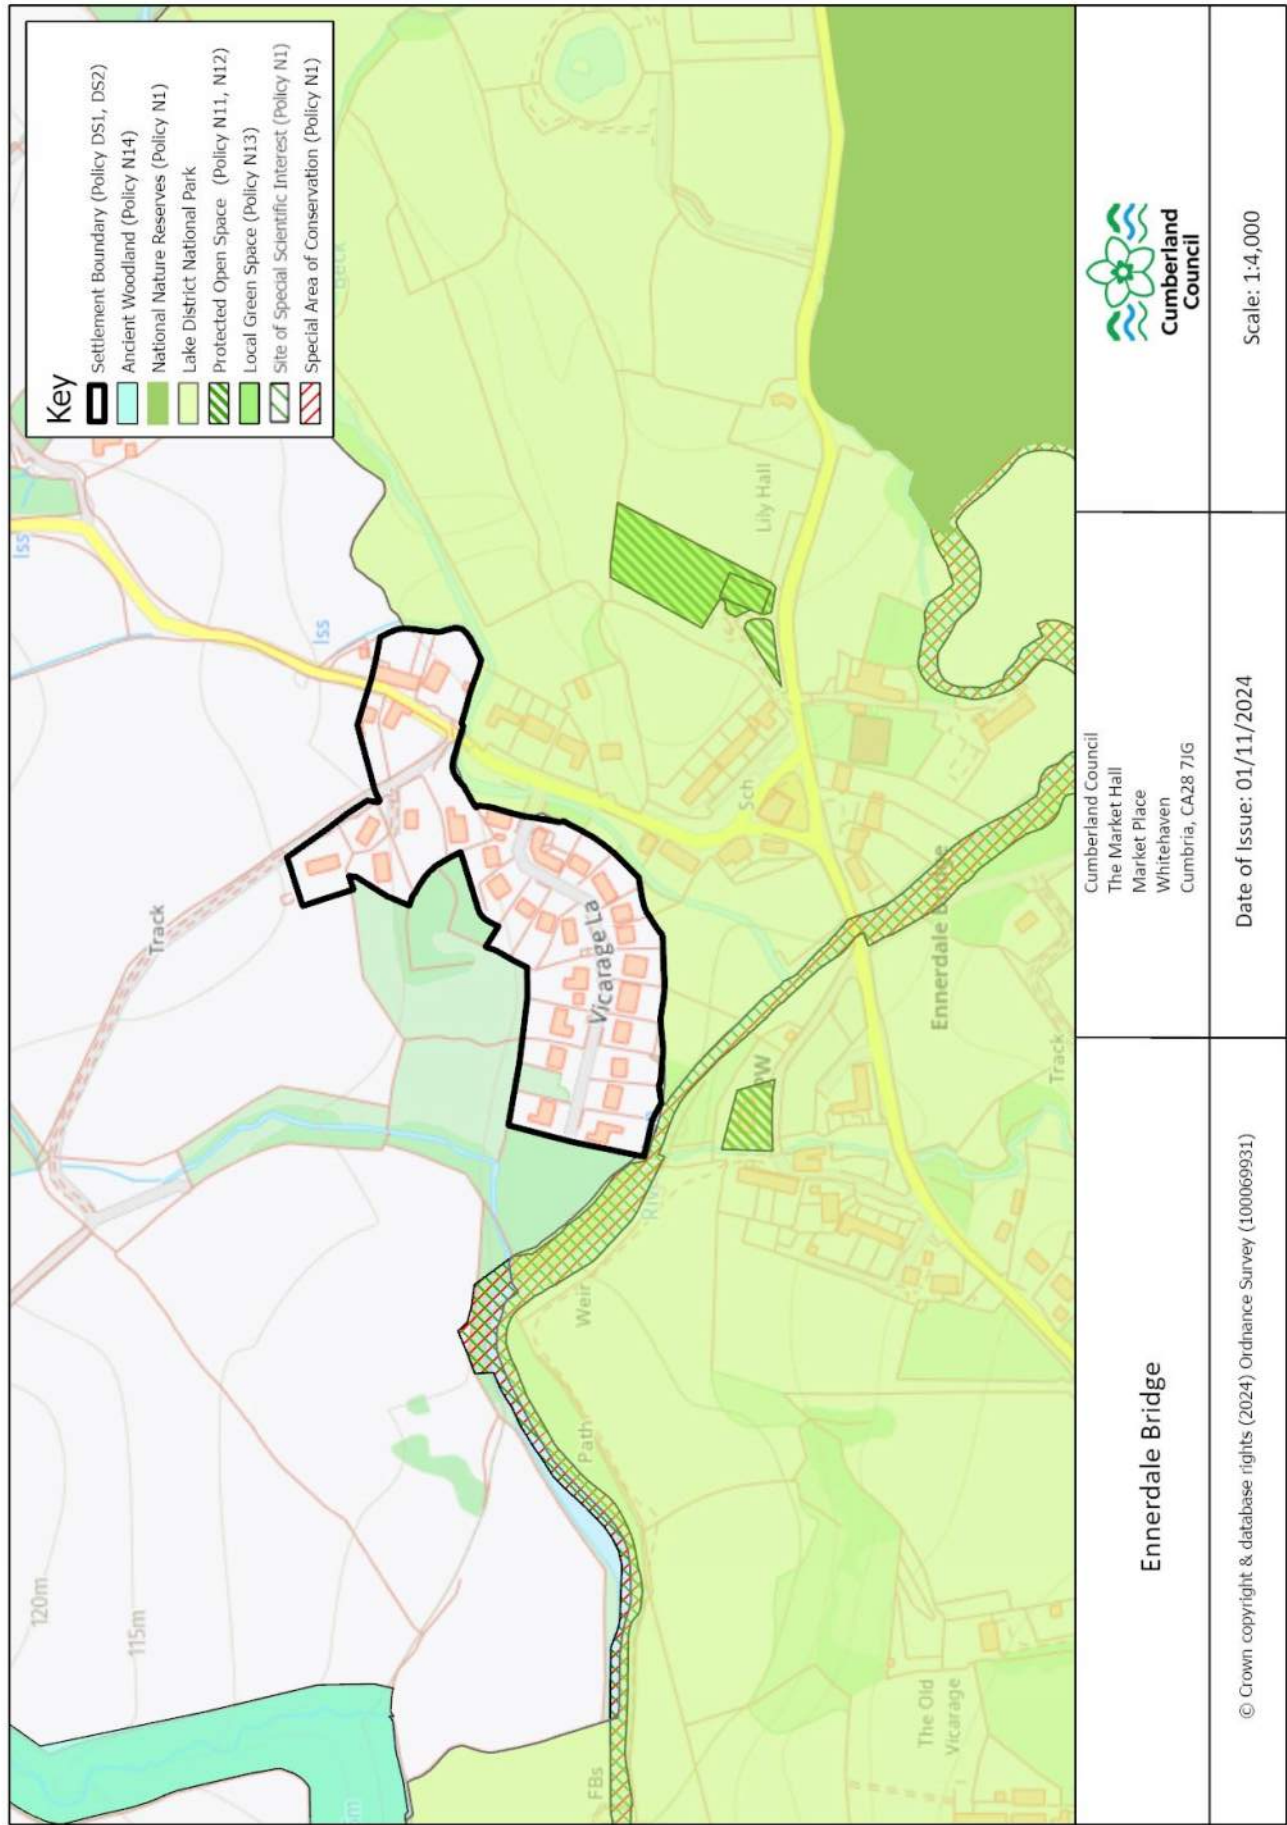 Key
Settlement Boundary (Policy DS1, DS2)
Ancient Woodland (Policy N14)
National Nature Reserves (Policy N1)
Lake District National Park
Protected Open Space (Policy N11, N12)
Local Green Space (Policy N13)
Site of Special Scientific Interest (Policy N1)
Special Area of Conservation (Policy N1)
120m
115m
Track
Iss
Iss
Beck
Vicarage La
Weir
Path
Sch
Lily Hall
Ennerdale
Track
FBs
The Old
Vicarage
Ennerdale Bridge
© Crown copyright & database rights (2024) Ordnance Survey (100069931)
Cumberland Council
The Market Hall
Market Place
Whitehaven
Cumbria, CA28 7JG
Date of Issue: 01/11/2024
Cumberland
Council
Scale: 1:4,000